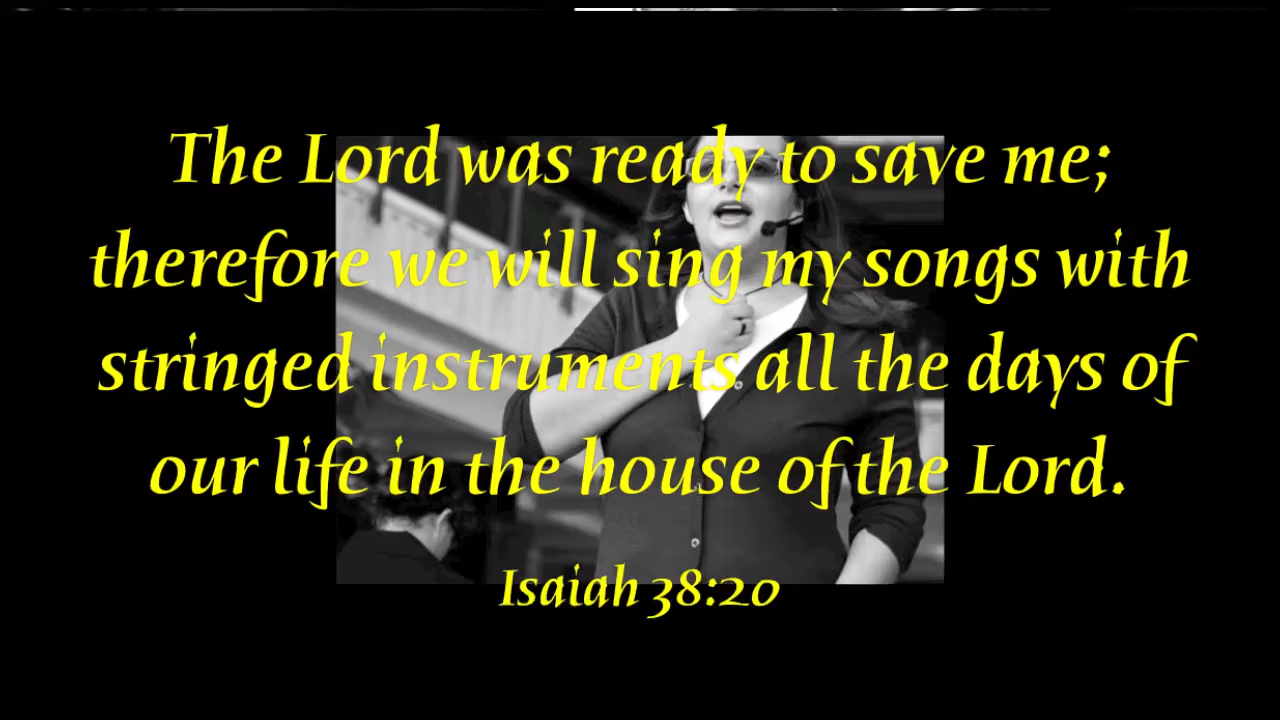 The Lord was ready to save me;
therefore we will sing my songs with
stringed instruments all the days of
our life in the house of the Lord.
Isaiah 38:20